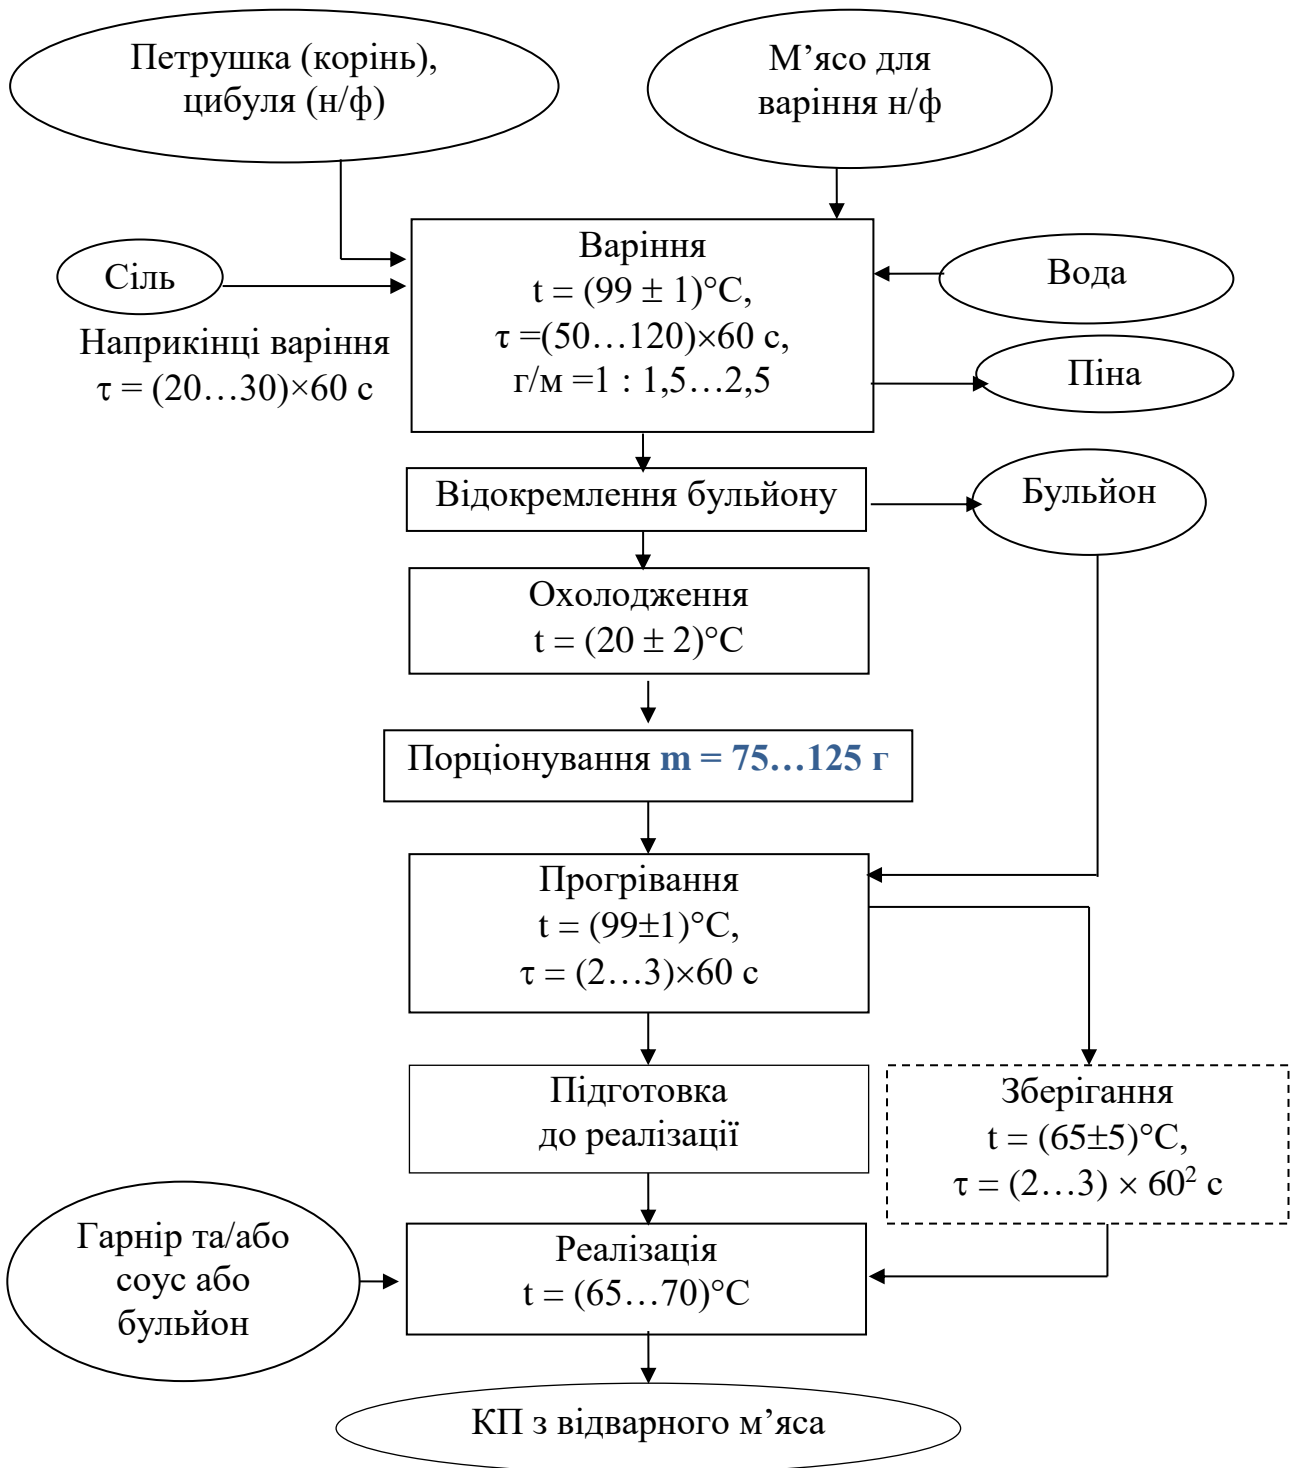 Петрушка (корінь),
цибуля (н/ф)
М’ясо для
варіння н/ф
Сіль
Наприкінці варіння
τ = (20…30)×60 с
Варіння
t = (99 ± 1)°С,
τ =(50…120)×60 с,
г/м =1 : 1,5…2,5
Вода
Піна
Відокремлення бульйону
Бульйон
Охолодження
t = (20 ± 2)°С
Порціонування m = 75…125 г
Прогрівання
t = (99±1)°С,
τ = (2…3)×60 с
Підготовка
до реалізації
Зберігання
t = (65±5)°С,
τ = (2…3) × 60² с
Гарнір та/або
соус або
бульйон
Реалізація
t = (65…70)°С
КП з відварного м’яса